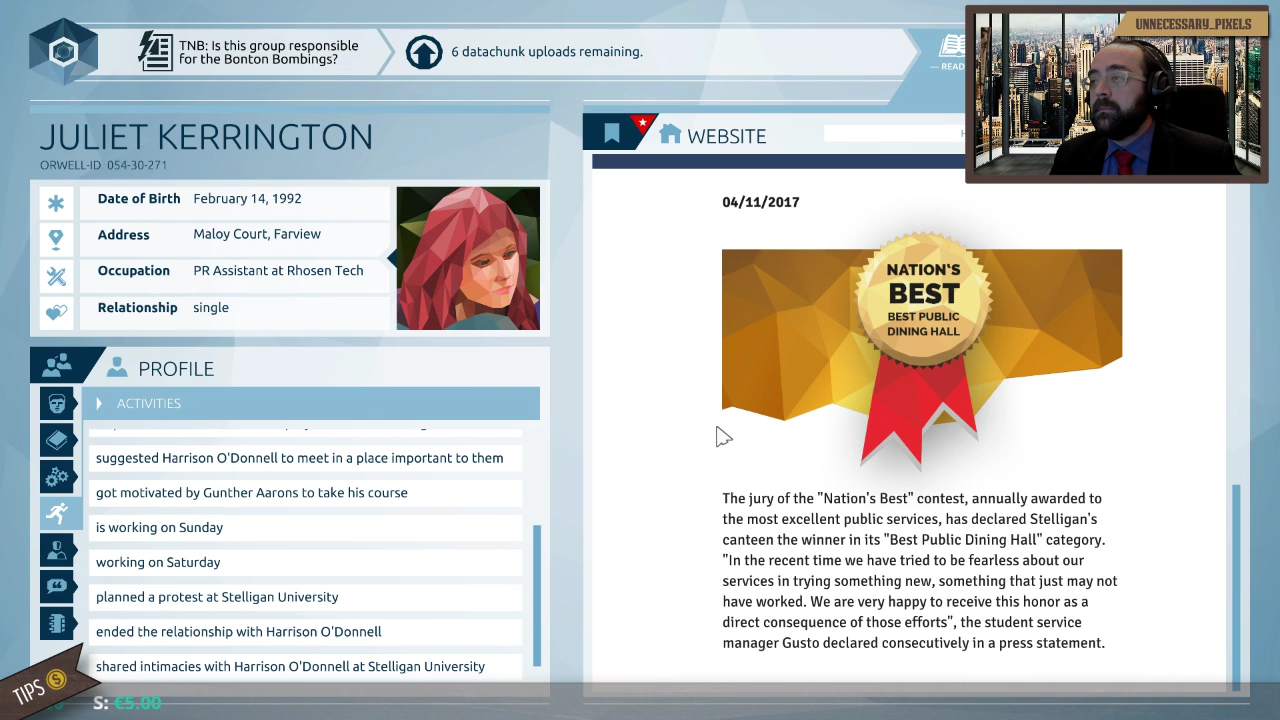 TNB: Is this group responsible
for the Bonton Bombings?
6 datachunk uploads remaining.
READ
UNNECESSARY_PIXELS
JULIET KERRINGTON
ORWELL-ID 054-30-271
Date of Birth February 14, 1992
Address Maloy Court, Farview
Occupation PR Assistant at Rhosen Tech
Relationship single
PROFILE
ACTIVITIES
suggested Harrison O'Donnell to meet in a place important to them
got motivated by Gunther Aarons to take his course
is working on Sunday
working on Saturday
planned a protest at Stelligan University
ended the relationship with Harrison O'Donnell
shared intimacies with Harrison O'Donnell at Stelligan University
TIPS
S: €5.00
WEBSITE
04/11/2017
NATION'S
BEST
BEST PUBLIC
DINING HALL
The jury of the "Nation's Best" contest, annually awarded to
the most excellent public services, has declared Stelligan's
canteen the winner in its "Best Public Dining Hall" category.
"In the recent time we have tried to be fearless about our
services in trying something new, something that just may not
have worked. We are very happy to receive this honor as a
direct consequence of those efforts", the student service
manager Gusto declared consecutively in a press statement.